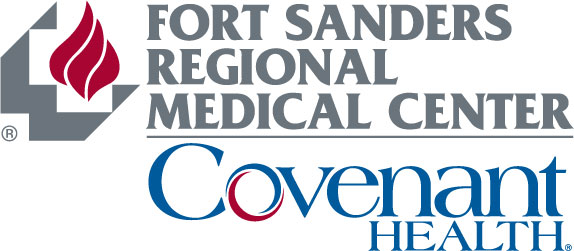 FORT SANDERS
REGIONAL
MEDICAL CENTER
®
Covenant
HEALTH®